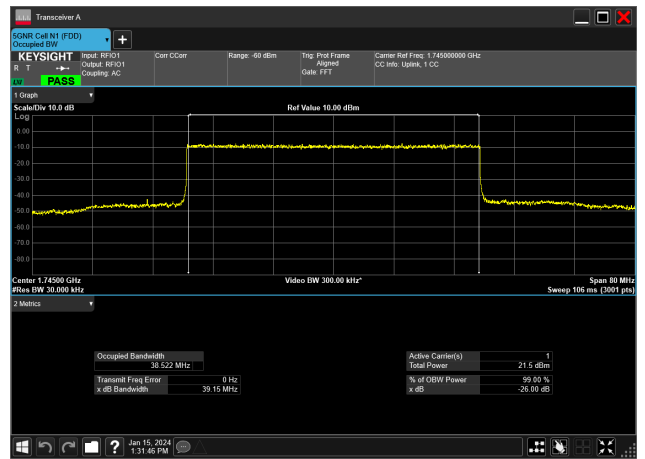 Transceiver A
5GNR Cell N1 (FDD)
Occupied BW
KEYSIGHT
R T
PASS
Input: RFIO1
Output: RFIO1
Coupling: AC
Corr CCorr
Range: -60 dBm
Trig: Prot Frame
Aligned
Gate: FFT
Carrier Ref Freq: 1.745000000 GHz
CC Info: Uplink, 1 CC
1 Graph
Scale/Div 10.0 dB
Ref Value 10.00 dBm
Log
0.00
-10.0
-20.0
-30.0
-40.0
-50.0
-60.0
-70.0
-80.0
Center 1.74500 GHz
Video BW 300.00 kHz*
Span 80 MHz
#Res BW 30.000 kHz
Sweep 106 ms (3001 pts)
2 Metrics
Occupied Bandwidth
38.522 MHz
Transmit Freq Error 0 Hz
x dB Bandwidth 39.15 MHz
Active Carrier(s) 1
Total Power 21.5 dBm
% of OBW Power 99.00 %
x dB -26.00 dB
Jan 15, 2024
1:31:46 PM